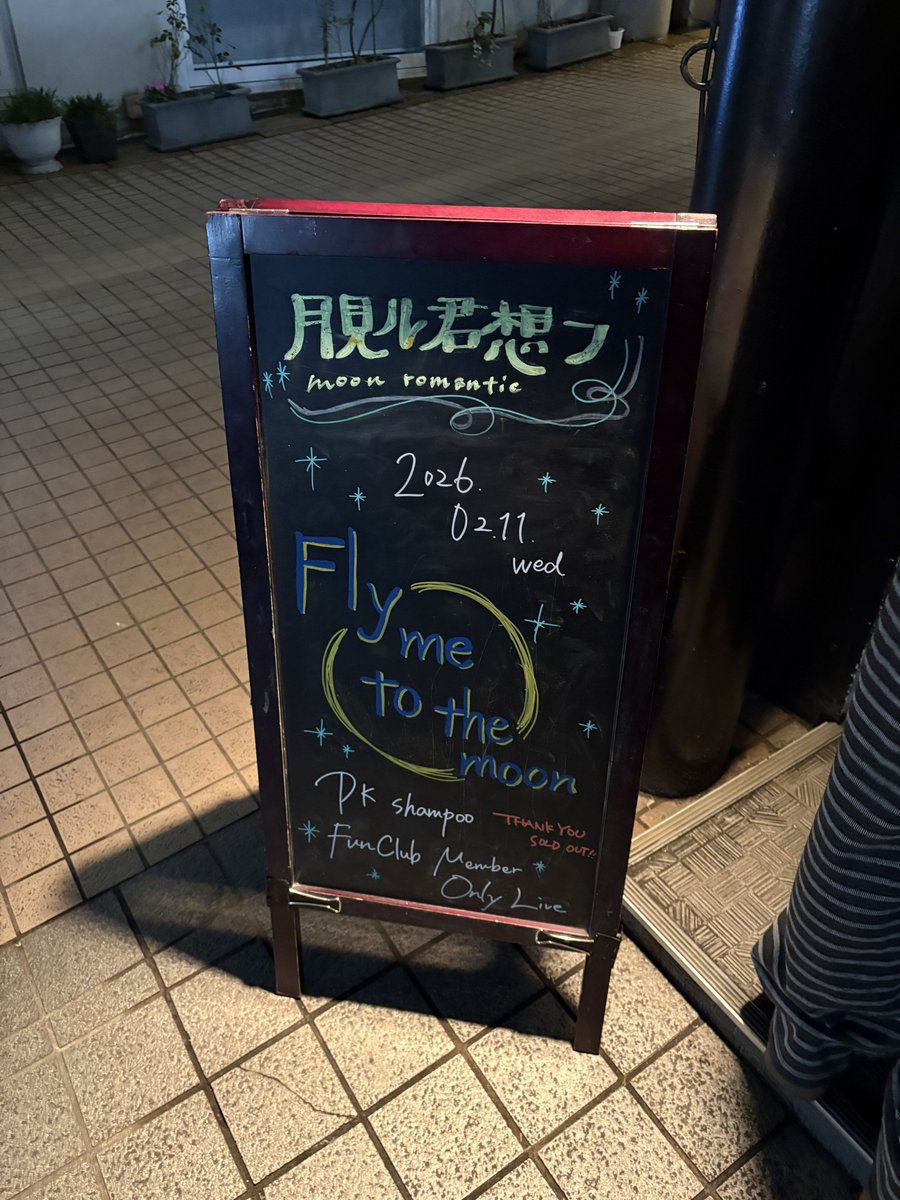 月見ル君想フ
moon romantic
2026.
02.11.
wed
Fly
me
to the
moon
PK shampoo
THANK YOU
SOLD OUT!!
FunClub Member
Only Live